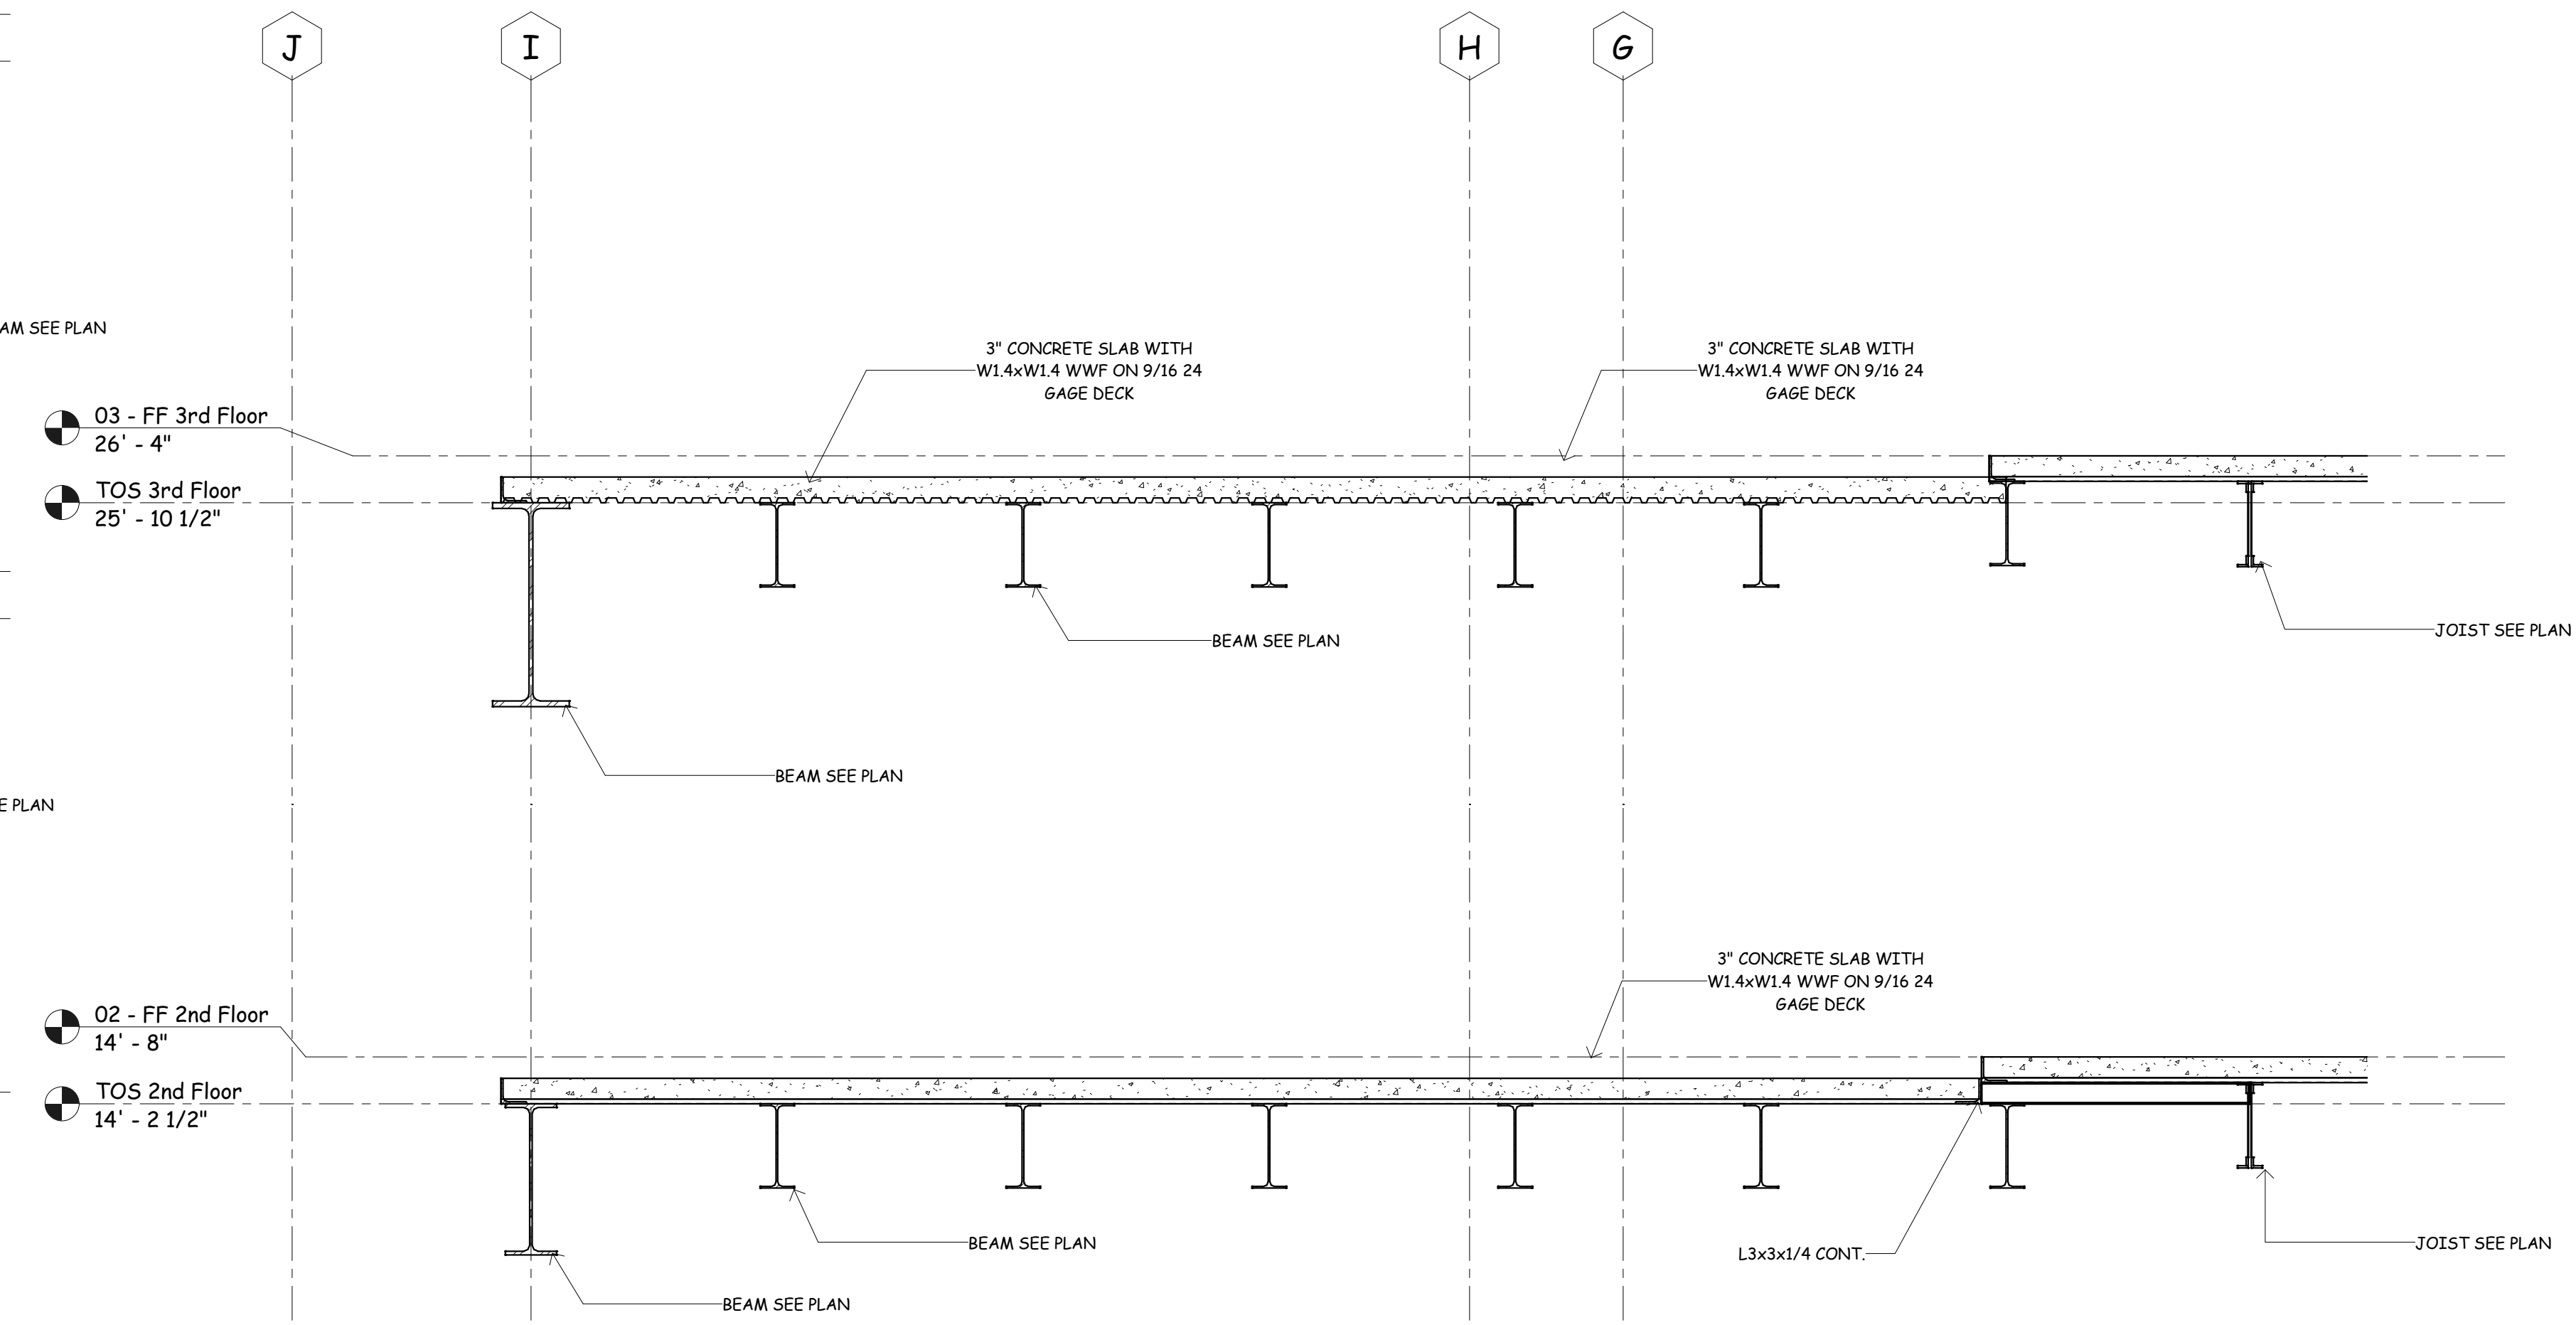 J
I
H
G
AM SEE PLAN
3" CONCRETE SLAB WITH
W1.4xW1.4 WWF ON 9/16 24
GAGE DECK
3" CONCRETE SLAB WITH
W1.4xW1.4 WWF ON 9/16 24
GAGE DECK
03 - FF 3rd Floor
26' - 4"
TOS 3rd Floor
25' - 10 1/2"
BEAM SEE PLAN
JOIST SEE PLAN
BEAM SEE PLAN
E PLAN
3" CONCRETE SLAB WITH
W1.4xW1.4 WWF ON 9/16 24
GAGE DECK
02 - FF 2nd Floor
14' - 8"
TOS 2nd Floor
14' - 2 1/2"
BEAM SEE PLAN
L3x3x1/4 CONT.
JOIST SEE PLAN
BEAM SEE PLAN